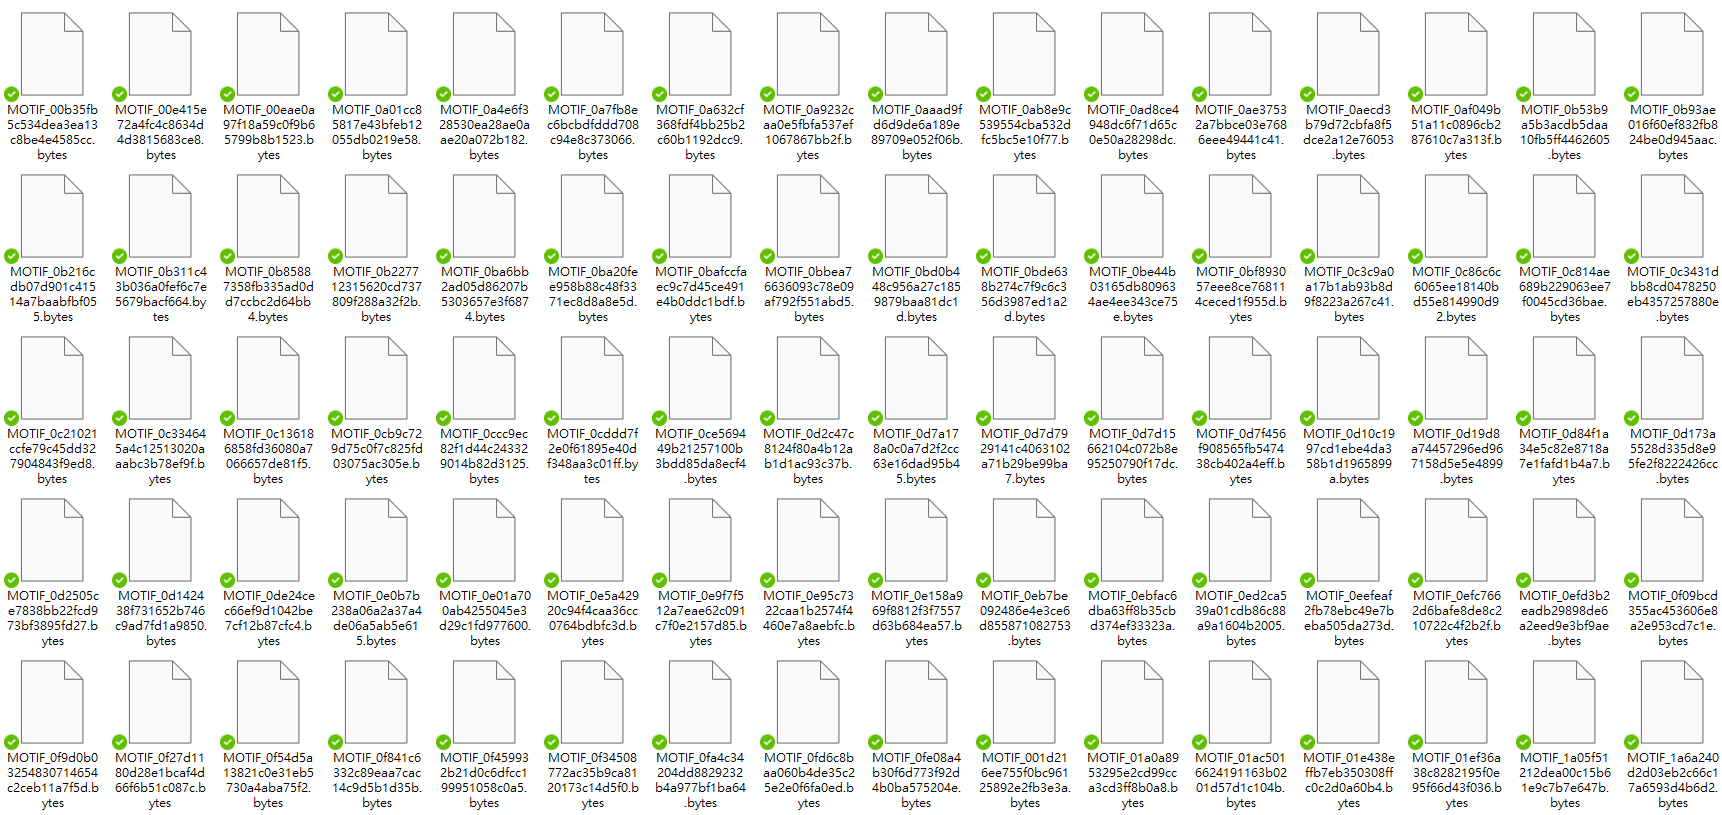 MOTIF_00b35fb
5c534dea3ea13
c8be4e4585cc.
bytes
MOTIF_00e415e
72a4fc4c8634d
4d3815683ce8.
bytes
MOTIF_00eae0a
97f18a59c0f9b6
5799b8b1523.b
ytes
MOTIF_0a01cc8
5817e43bfeb12
055db0219e58.
bytes
MOTIF_0a4e6f3
28530ea28ae0a
ae20a072b182.
bytes
MOTIF_0a7fb8e
c6bcbdfddd708
c94e8c373066.
bytes
MOTIF_0a632cf
368fdf4bb25b2
c60b1192dcc9.
bytes
MOTIF_0a9232c
aa0e5fbfa537ef
1067867bb2f.b
ytes
MOTIF_0aaad9f
d6d9de6a189e
89709e052f06b.
bytes
MOTIF_0ab8e9c
539554cba532d
fc5bc5e10f77.b
ytes
MOTIF_0ad8ce4
948dc6f71d65c
0e50a28298dc.
bytes
MOTIF_0ae3753
2a7bbce03e768
6eee49441c41.
bytes
MOTIF_0aecd3
b79d72cbfa8f5
dce2a12e76053
.bytes
MOTIF_0af049b
51a11c0896cb2
87610c7a313f.b
ytes
MOTIF_0b53b9
a5b3acdb5daa
10fb5ff4462605
.bytes
MOTIF_0b93ae
016f60ef832fb8
24be0d945aac.
bytes
MOTIF_0b216c
db07d901c415
14a7baabfbf05
5.bytes
MOTIF_0b311c4
3b036a0fef6c7e
5679bacf664.by
tes
MOTIF_0b8588
7358fb335ad0d
d7ccbc2d64bb
4.bytes
MOTIF_0b2277
12315620cd737
809f288a32f2b.
bytes
MOTIF_0ba6bb
2ad05d86207b
5303657e3f687
4.bytes
MOTIF_0ba20fe
e958b88c48f33
71ec8d8a8e5d.
bytes
MOTIF_0bafccfa
ec9c7d45ce491
e4b0ddc1bdf.b
ytes
MOTIF_0bbea7
6636093c78e09
af792f551abd5.
bytes
MOTIF_0bd0b4
48c956a27c185
9879baa81dc1
d.bytes
MOTIF_0bde63
8b274c7f9c6c3
56d3987ed1a2
d.bytes
MOTIF_0be44b
03165db80963
4ae4ee343ce75
e.bytes
MOTIF_0bf8930
57eee8ce76811
4ceced1f955d.b
ytes
MOTIF_0c3c9a0
a17b1ab93b8d
9f8223a267c41.
bytes
MOTIF_0c86c6c
6065ee18140b
d55e814990d9
2.bytes
MOTIF_0c814ae
689b229063ee7
f0045cd36bae.
bytes
MOTIF_0c3431d
bb8cd0478250
eb4357257880e
.bytes
MOTIF_0c21021
ccfe79c45dd32
7904843f9ed8.
bytes
MOTIF_0c33464
5a4c12513020a
aabc3b78ef9f.b
ytes
MOTIF_0c13618
6858fd36080a7
066657de81f5.
bytes
MOTIF_0cb9c72
9d75c0f7c825fd
03075ac305e.b
ytes
MOTIF_0ccc9ec
82f1d44c24332
9014b82d3125.
bytes
MOTIF_0cddd7f
2e0f61895e40d
f348aa3c01ff.by
tes
MOTIF_0ce5694
49b21257100b
3bdd85da8ecf4
.bytes
MOTIF_0d2c47c
8124f80a4b12a
b1d1ac93c37b.
bytes
MOTIF_0d7a17
8a0c0a7d2f2cc
63e16dad95b4
5.bytes
MOTIF_0d7d79
29141c4063102
a71b29be99ba
7.bytes
MOTIF_0d7d15
662104c072b8e
95250790f17dc.
bytes
MOTIF_0d7f456
f908565fb5474
38cb402a4eff.b
ytes
MOTIF_0d10c19
97cd1ebe4da3
58b1d1965899
a.bytes
MOTIF_0d19d8
a74457296ed96
7158d5e5e4899
.bytes
MOTIF_0d84f1a
34e5c82e8718a
7e1fafd1b4a7.b
ytes
MOTIF_0d173a
5528d335d8e9
5fe2f8222426cc
.bytes
MOTIF_0d2505c
e7838bb22fcd9
73bf3895fd27.b
ytes
MOTIF_0d1424
38f731652b746
c9ad7fd1a9850.
bytes
MOTIF_0de24ce
c66ef9d1042be
7cf12b87cfc4.b
ytes
MOTIF_0e0b7b
238a06a2a37a4
de06a5ab5e61
5.bytes
MOTIF_0e01a70
0ab4255045e3
d29c1fd977600.
bytes
MOTIF_0e5a429
20c94f4caa36cc
0764bdbfc3d.b
ytes
MOTIF_0e9f7f5
12a7eae62c091
c7f0e2157d85.b
ytes
MOTIF_0e95c73
22caa1b2574f4
460e7a8aebfc.b
ytes
MOTIF_0e158a9
69f8812f3f7557
d63b684ea57.b
ytes
MOTIF_0eb7be
092486e4e3ce6
d855871082753
.bytes
MOTIF_0ebfac6
dba63ff8b35cb
d374ef33323a.
bytes
MOTIF_0ed2ca5
39a01cdb86c88
a9a1604b2005.
bytes
MOTIF_0eefeaf
2fb78ebc49e7b
eba505da273d.
bytes
MOTIF_0efc766
2d6bafe8de8c2
10722c4f2b2f.b
ytes
MOTIF_0efd3b2
eadb29898de6
a2eed9e3bf9ae
.bytes
MOTIF_0f09bcd
355ac453606e8
a2e953cd7c1e.
bytes
MOTIF_0f9d0b0
3254830714654
c2ceb11a7f5d.b
ytes
MOTIF_0f27d11
80d28e1bcaf4d
66f6b51c087c.b
ytes
MOTIF_0f54d5a
13821c0e31eb5
730a4aba75f2.
bytes
MOTIF_0f841c6
332c89eaa7cac
14c9d5b1d35b.
bytes
MOTIF_0f45993
2b21d0c6dfcc1
99951058c0a5.
bytes
MOTIF_0f34508
772ac35b9ca81
20173c14d5f0.b
ytes
MOTIF_0fa4c34
204dd8829232
b4a977bf1ba64
.bytes
MOTIF_0fd6c8b
aa060b4de35c2
5e2e0f6fa0ed.b
ytes
MOTIF_0fe08a4
b30f6d773f92d
4b0ba575204e.
bytes
MOTIF_001d21
6ee755f0bc961
25892e2fb3e3a.
bytes
MOTIF_01a0a89
53295e2cd99cc
a3cd3ff8b0a8.b
ytes
MOTIF_01ac501
6624191163b02
01d57d1c104b.
bytes
MOTIF_01e438e
ffb7eb350308ff
c0c2d0a60b4.b
ytes
MOTIF_01ef36a
38c8282195f0e
95f66d43f036.b
ytes
MOTIF_1a05f51
212dea00c15b6
1e9c7b7e647b.
bytes
MOTIF_1a6a240
d2d03eb2c66c1
7a6593d4b6d2.
bytes